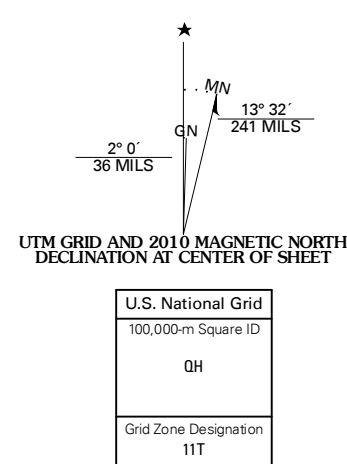 MN
GN
13° 32´
241 MILS
2° 0´
36 MILS
UTM GRID AND 2010 MAGNETIC NORTH
DECLINATION AT CENTER OF SHEET
U.S. National Grid
100,000-m Square ID
QH
Grid Zone Designation
11T